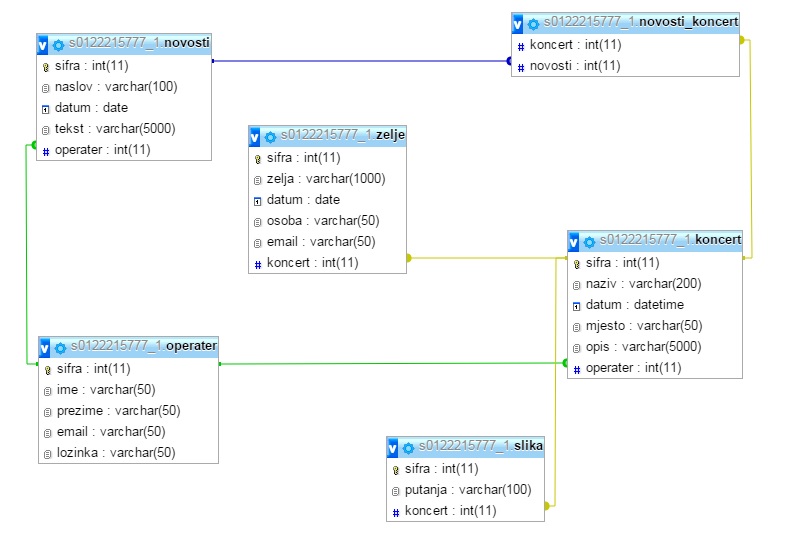 s0122215777_1.novosti
sifra : int(11)
naslov : varchar(100)
datum : date
tekst : varchar(5000)
operater : int(11)
s0122215777_1.novosti_koncert
koncert : int(11)
novosti : int(11)
s0122215777_1.zelje
sifra : int(11)
zelja : varchar(1000)
datum : date
osoba : varchar(50)
email : varchar(50)
koncert : int(11)
s0122215777_1.koncert
sifra : int(11)
naziv : varchar(200)
datum : datetime
mjesto : varchar(50)
opis : varchar(5000)
operater : int(11)
s0122215777_1.operater
sifra : int(11)
ime : varchar(50)
prezime : varchar(50)
email : varchar(50)
lozinka : varchar(50)
s0122215777_1.slika
sifra : int(11)
putanja : varchar(100)
koncert : int(11)